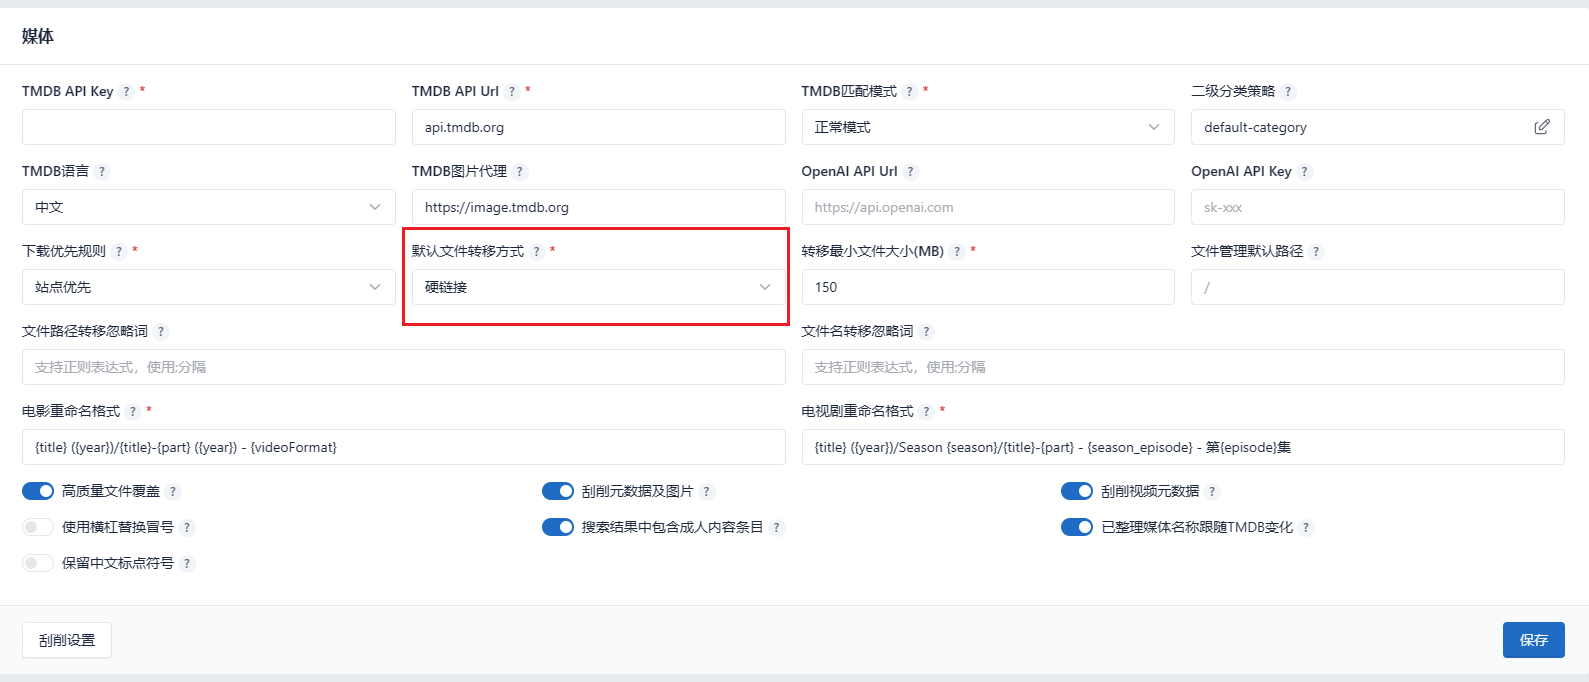 媒体
TMDB API Key ? *
TMDB API Url ? *
TMDB匹配模式 ? *
二级分类策略 ?
api.tmdb.org
正常模式
default-category
TMDB语言 ?
TMDB图片代理 ?
OpenAI API Url ?
OpenAI API Key ?
中文
https://image.tmdb.org
https://api.openai.com
sk-xxx
下载优先规则 ? *
默认文件转移方式 ? *
转移最小文件大小(MB) ? *
文件管理默认路径 ?
站点优先
硬链接
150
/
文件路径转移忽略词 ?
文件名转移忽略词 ?
支持正则表达式，使用;分隔
支持正则表达式，使用;分隔
电影重命名格式 ? *
电视剧重命名格式 ? *
{title} ({year})/{title}-{part} ({year}) - {videoFormat}
{title} ({year})/Season {season}/{title}-{part} - {season_episode} - 第{episode}集
高质量文件覆盖 ?
刮削元数据及图片 ?
刮削视频元数据 ?
使用横杠替换冒号 ?
搜索结果中包含成人内容条目 ?
已整理媒体名称跟随TMDB变化 ?
保留中文标点符号 ?
刮削设置
保存